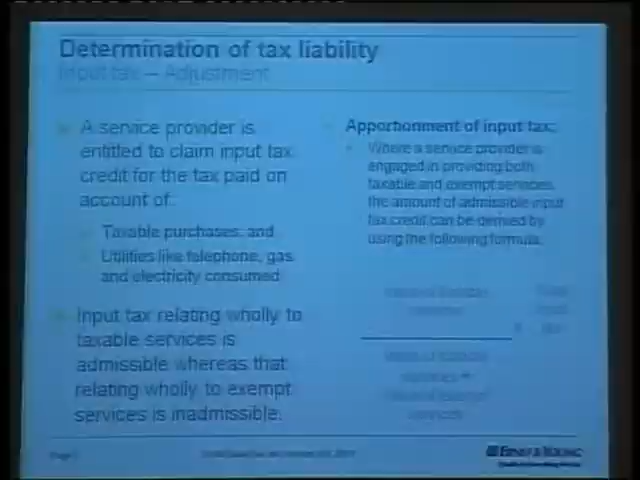 Determination of tax liability
Input tax – Adjustment
A service provider is
entitled to claim input tax
credit for the tax paid on
account of:
Taxable purchases, and
Utilities like telephone, gas
and electricity consumed
Input tax relating wholly to
taxable services is
admissible whereas that
relating wholly to exempt
services is inadmissible.
Apportionment of input tax:
Where a service provider is
engaged in providing both
taxable and exempt services,
the amount of admissible input
tax credit can be derived by
using the following formula:
Page
ERNST & YOUNG